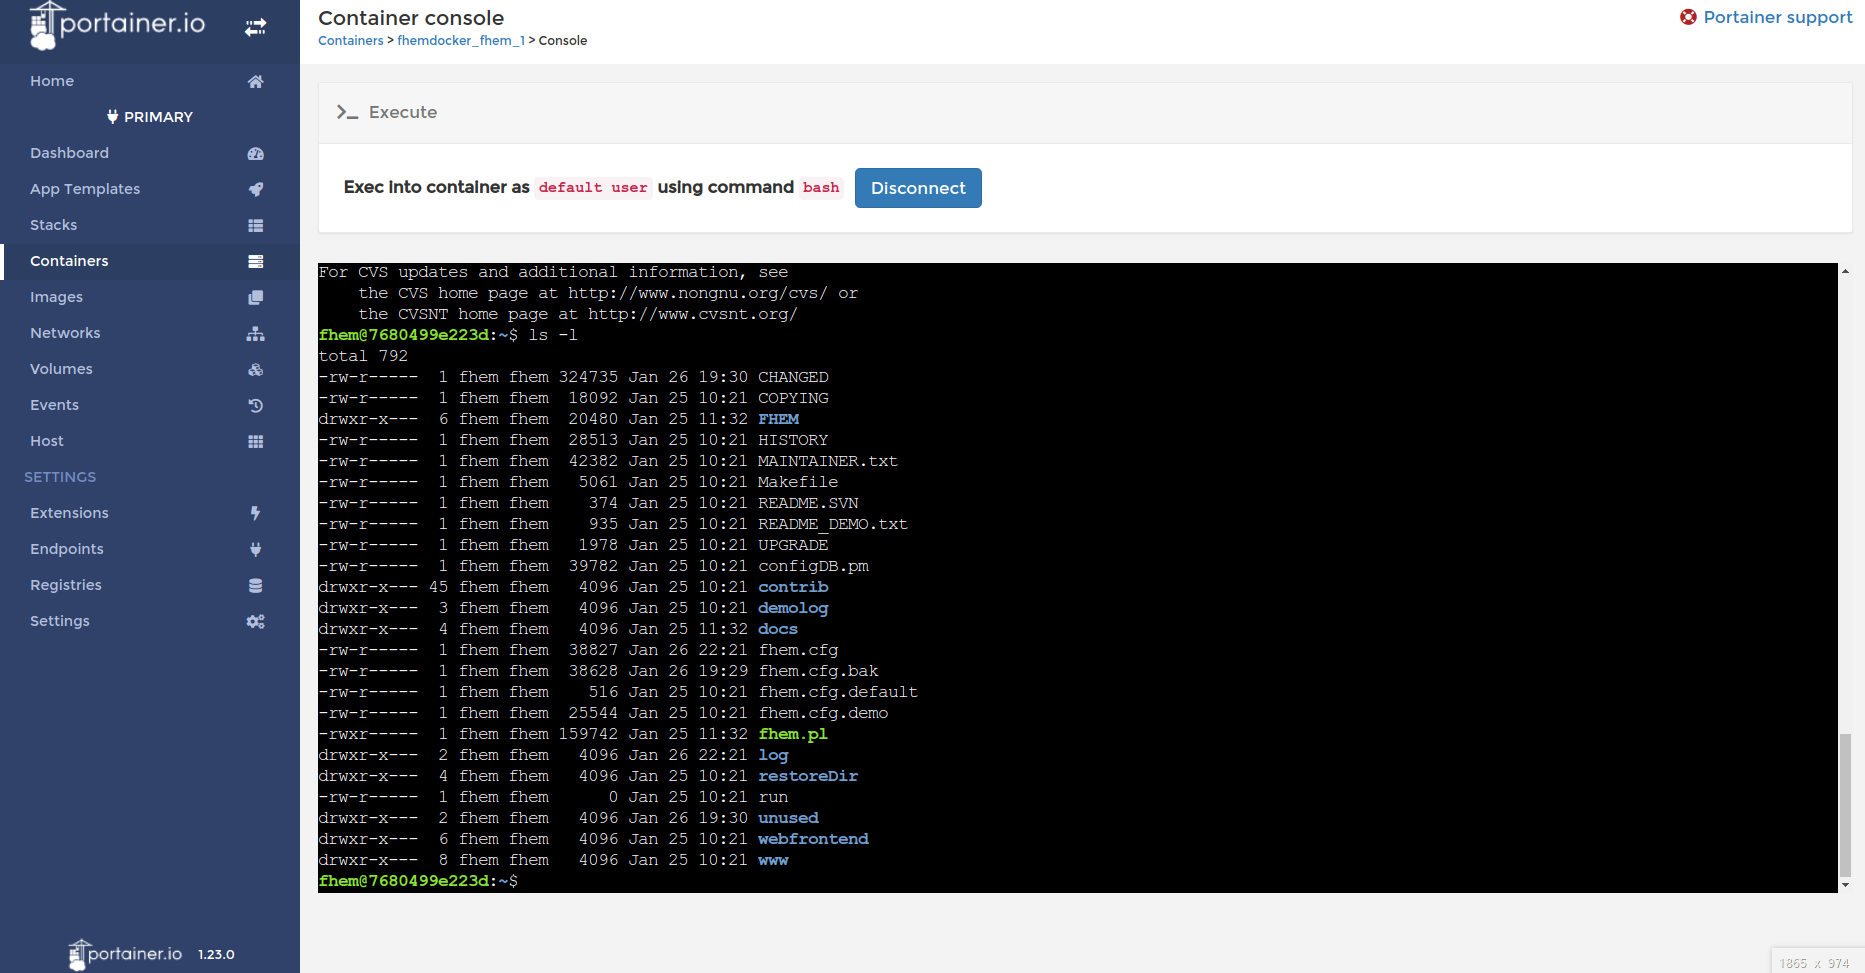 portainer.io
Home
PRIMARY
Dashboard
App Templates
Stacks
Containers
Images
Networks
Volumes
Events
Host
SETTINGS
Extensions
Endpoints
Registries
Settings
portainer.io 1.23.0
Container console
Containers > fhemdocker_fhem_1 > Console
Portainer support
>_ Execute
Exec into container as default user using command bash Disconnect
For CVS updates and additional information, see
    the CVS home page at http://www.nongnu.org/cvs/ or
    the CVSNT home page at http://www.cvsnt.org/
fhem@7680499e223d:~$ ls -l
total 792
-rw-r-----  1 fhem fhem 324735 Jan 26 19:30 CHANGED
-rw-r-----  1 fhem fhem  18092 Jan 25 10:21 COPYING
drwxr-x---  6 fhem fhem  20480 Jan 25 11:32 FHEM
-rw-r-----  1 fhem fhem  28513 Jan 25 10:21 HISTORY
-rw-r-----  1 fhem fhem  42382 Jan 25 10:21 MAINTAINER.txt
-rw-r-----  1 fhem fhem   5061 Jan 25 10:21 Makefile
-rw-r-----  1 fhem fhem    374 Jan 25 10:21 README.SVN
-rw-r-----  1 fhem fhem    935 Jan 25 10:21 README_DEMO.txt
-rw-r-----  1 fhem fhem   1978 Jan 25 10:21 UPGRADE
-rw-r-----  1 fhem fhem  39782 Jan 25 10:21 configDB.pm
drwxr-x--- 45 fhem fhem   4096 Jan 25 10:21 contrib
drwxr-x---  3 fhem fhem   4096 Jan 25 10:21 demolog
drwxr-x---  4 fhem fhem   4096 Jan 25 11:32 docs
-rw-r-----  1 fhem fhem  38827 Jan 26 22:21 fhem.cfg
-rw-r-----  1 fhem fhem  38628 Jan 26 19:29 fhem.cfg.bak
-rw-r-----  1 fhem fhem    516 Jan 25 10:21 fhem.cfg.default
-rw-r-----  1 fhem fhem  25544 Jan 25 10:21 fhem.cfg.demo
-rwxr-----  1 fhem fhem 159742 Jan 25 11:32 fhem.pl
drwxr-x---  2 fhem fhem   4096 Jan 26 22:21 log
drwxr-x---  4 fhem fhem   4096 Jan 25 10:21 restoreDir
-rw-r-----  1 fhem fhem      0 Jan 25 10:21 run
drwxr-x---  2 fhem fhem   4096 Jan 26 19:30 unused
drwxr-x---  6 fhem fhem   4096 Jan 25 10:21 webfrontend
drwxr-x---  8 fhem fhem   4096 Jan 25 10:21 www
fhem@7680499e223d:~$
1865 x 974